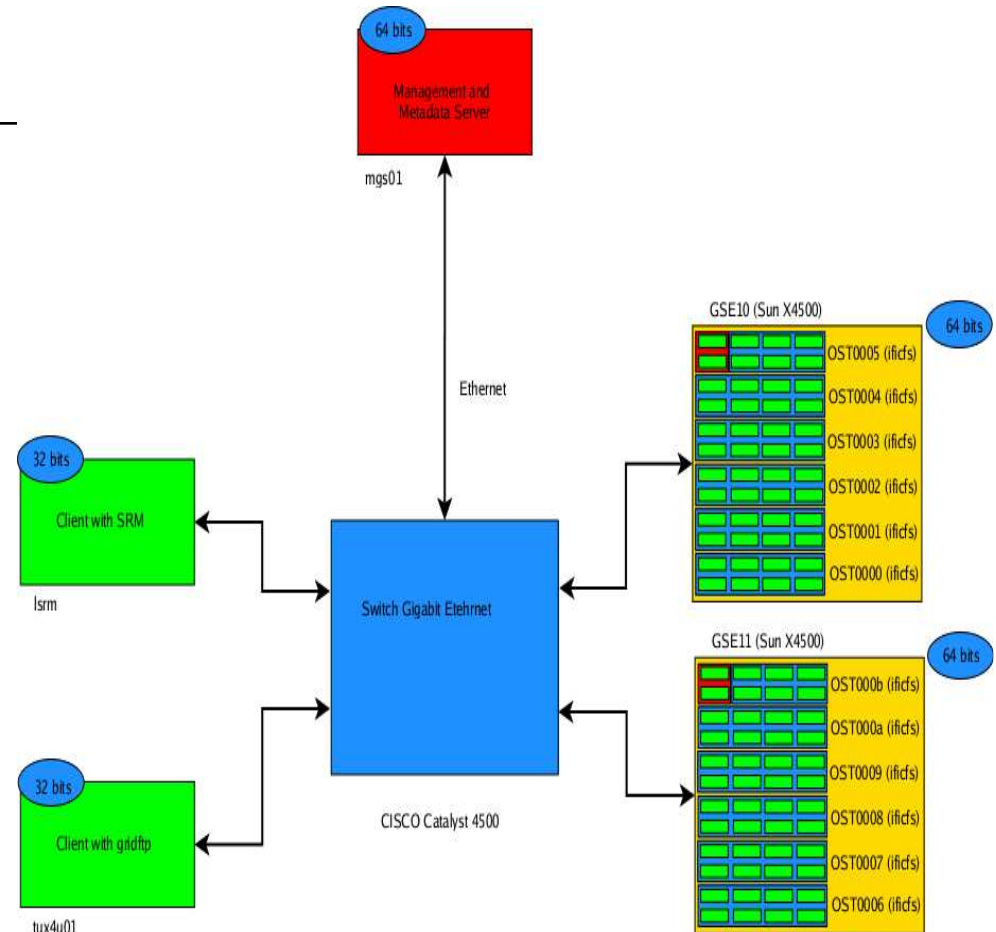 64 bits
Management and
Metadata Server
mgs01
Ethernet
GSE10 (Sun X4500)
64 bits
OST0005 (ificfs)
OST0004 (ificfs)
OST0003 (ificfs)
OST0002 (ificfs)
OST0001 (ificfs)
OST0000 (ificfs)
32 bits
Client with SRM
lsrm
Switch Gigabit Etehrnet
CISCO Catalyst 4500
GSE11 (Sun X4500)
64 bits
OST000b (ificfs)
OST000a (ificfs)
OST0009 (ificfs)
OST0008 (ificfs)
OST0007 (ificfs)
OST0006 (ificfs)
32 bits
Client with gridftp
tux4u01